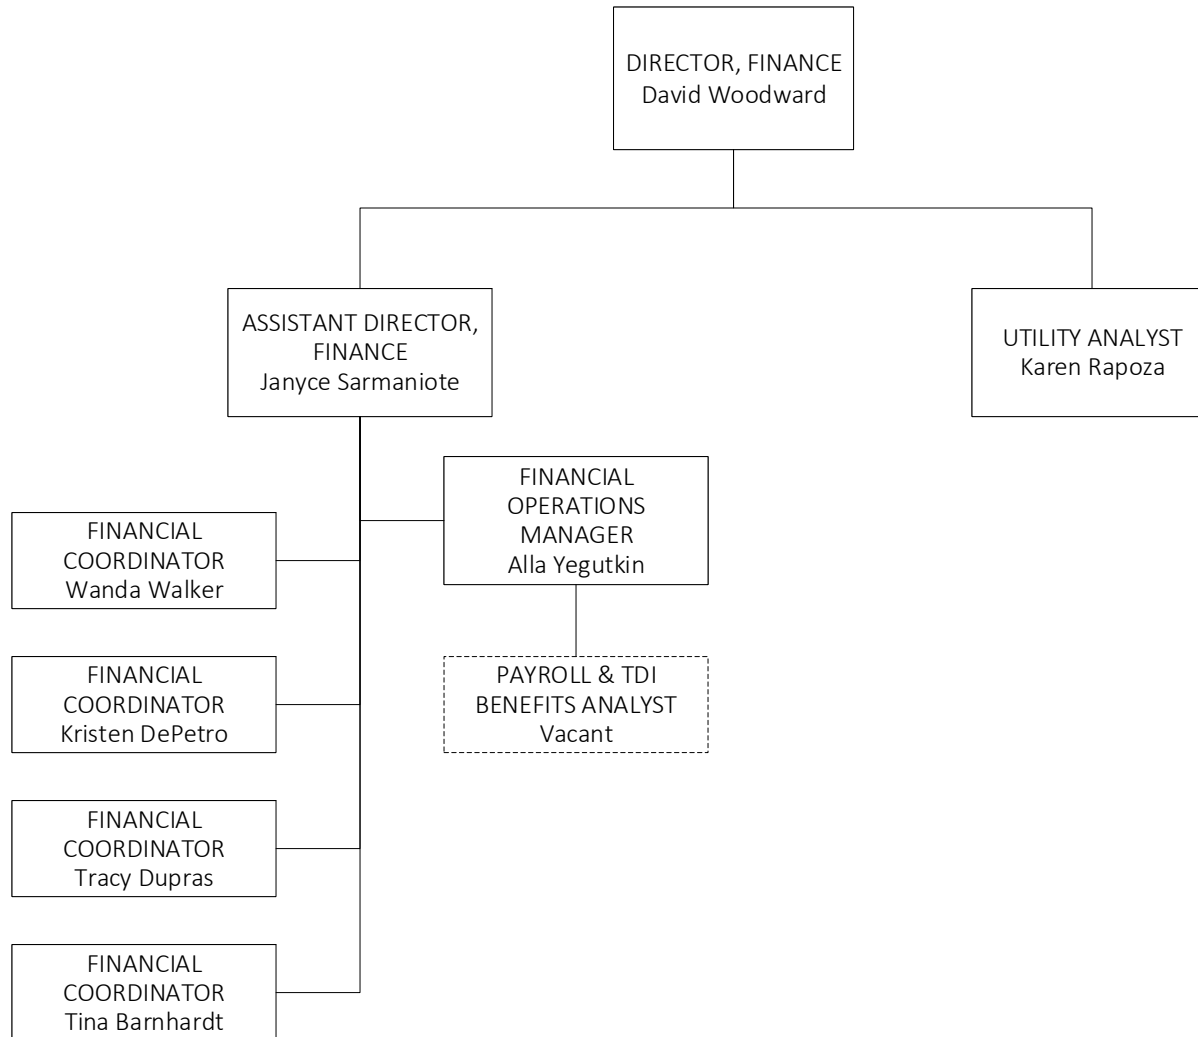 DIRECTOR, FINANCE
David Woodward
ASSISTANT DIRECTOR,
FINANCE
Janyce Sarmaniote
UTILITY ANALYST
Karen Rapoza
FINANCIAL
OPERATIONS
MANAGER
Alla Yegutkin
FINANCIAL
COORDINATOR
Wanda Walker
FINANCIAL
COORDINATOR
Kristen DePetro
PAYROLL & TDI
BENEFITS ANALYST
Vacant
FINANCIAL
COORDINATOR
Tracy Dupras
FINANCIAL
COORDINATOR
Tina Barnhardt